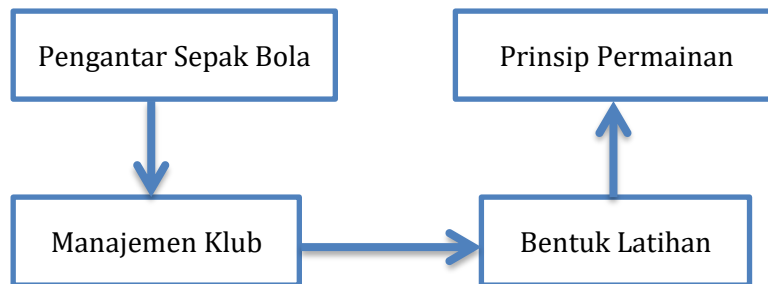 Pengantar Sepak Bola
Prinsip Permainan
Manajemen Klub
Bentuk Latihan